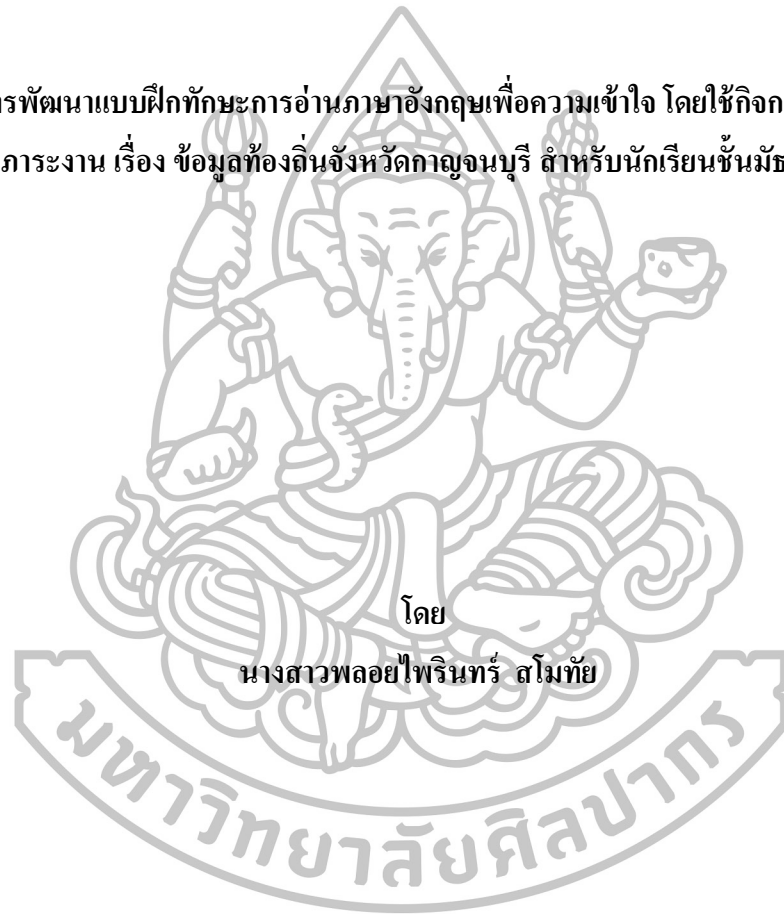 รพัฒนาแบบฝึกทักษะการอ่านภาษาอังกฤษเพื่อความเข้าใจ โดยใช้กิจก
ภาระงาน เรื่อง ข้อมูลท้องถิ่นจังหวัดกาญจนบุรี สำหรับนักเรียนชั้นมัธ
โดย
นางสาวพลอยไพรินทร์ สโมทัย
มหาวิทยาลัยศิลปากร